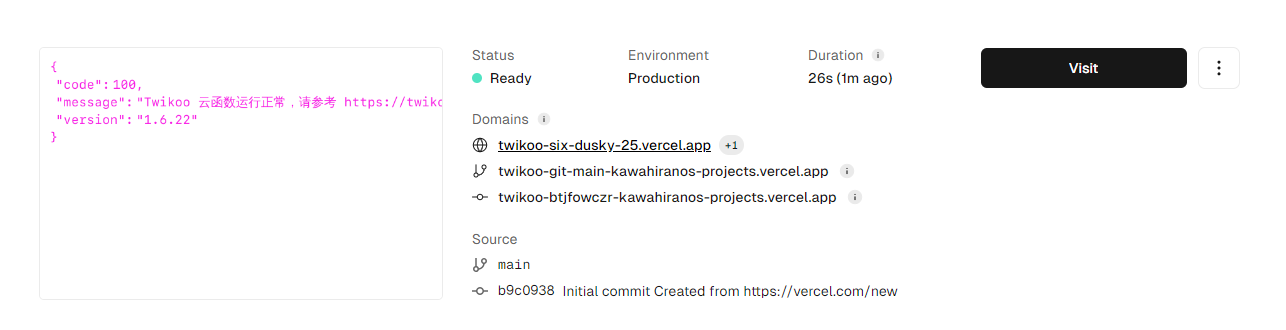 {
"code": 100,
"message": "Twikoo 云函数运行正常，请参考 https://twiko
"version": "1.6.22"
}
Status
Ready
Environment
Production
Duration
26s (1m ago)
Visit
Domains
twikoo-six-dusky-25.vercel.app +1
twikoo-git-main-kawahiranos-projects.vercel.app
twikoo-btjfowczr-kawahiranos-projects.vercel.app
Source
main
b9c0938 Initial commit Created from https://vercel.com/new